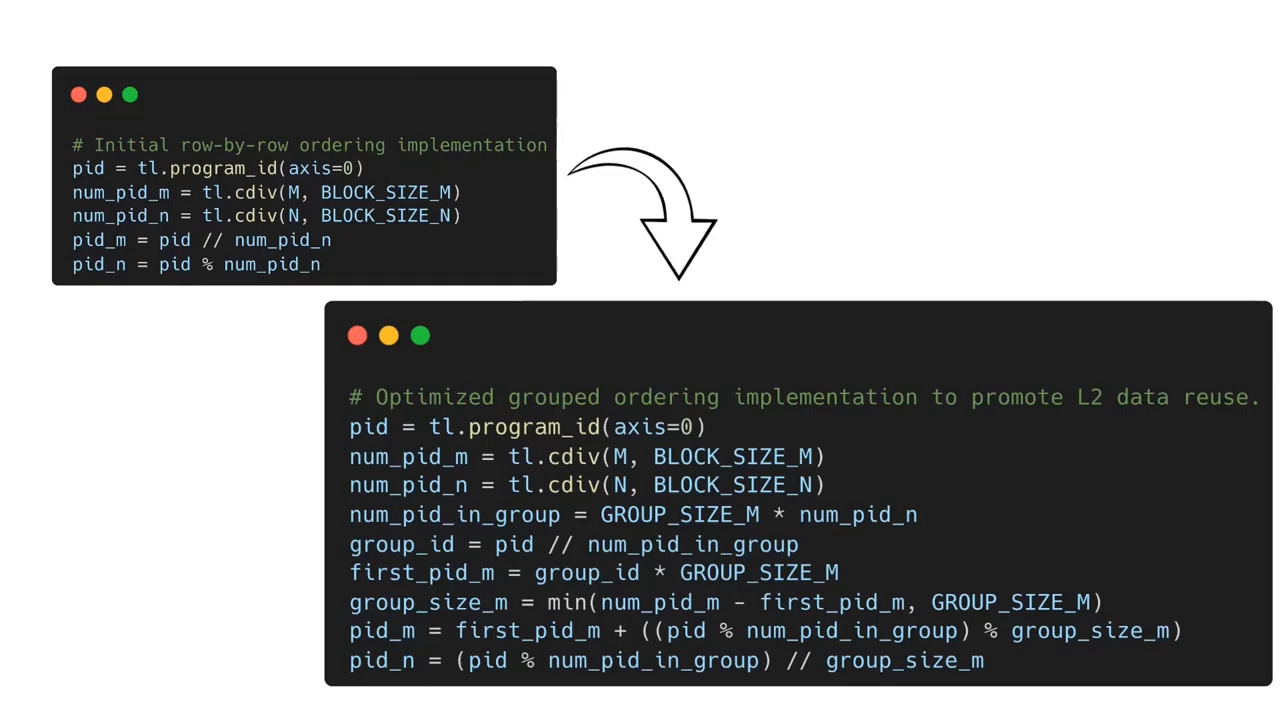 # Initial row-by-row ordering implementation
pid = tl.program_id(axis=0)
num_pid_m = tl.cdiv(M, BLOCK_SIZE_M)
num_pid_n = tl.cdiv(N, BLOCK_SIZE_N)
pid_m = pid // num_pid_n
pid_n = pid % num_pid_n
# Optimized grouped ordering implementation to promote L2 data reuse.
pid = tl.program_id(axis=0)
num_pid_m = tl.cdiv(M, BLOCK_SIZE_M)
num_pid_n = tl.cdiv(N, BLOCK_SIZE_N)
num_pid_in_group = GROUP_SIZE_M * num_pid_n
group_id = pid // num_pid_in_group
first_pid_m = group_id * GROUP_SIZE_M
group_size_m = min(num_pid_m - first_pid_m, GROUP_SIZE_M)
pid_m = first_pid_m + ((pid % num_pid_in_group) % group_size_m)
pid_n = (pid % num_pid_in_group) // group_size_m